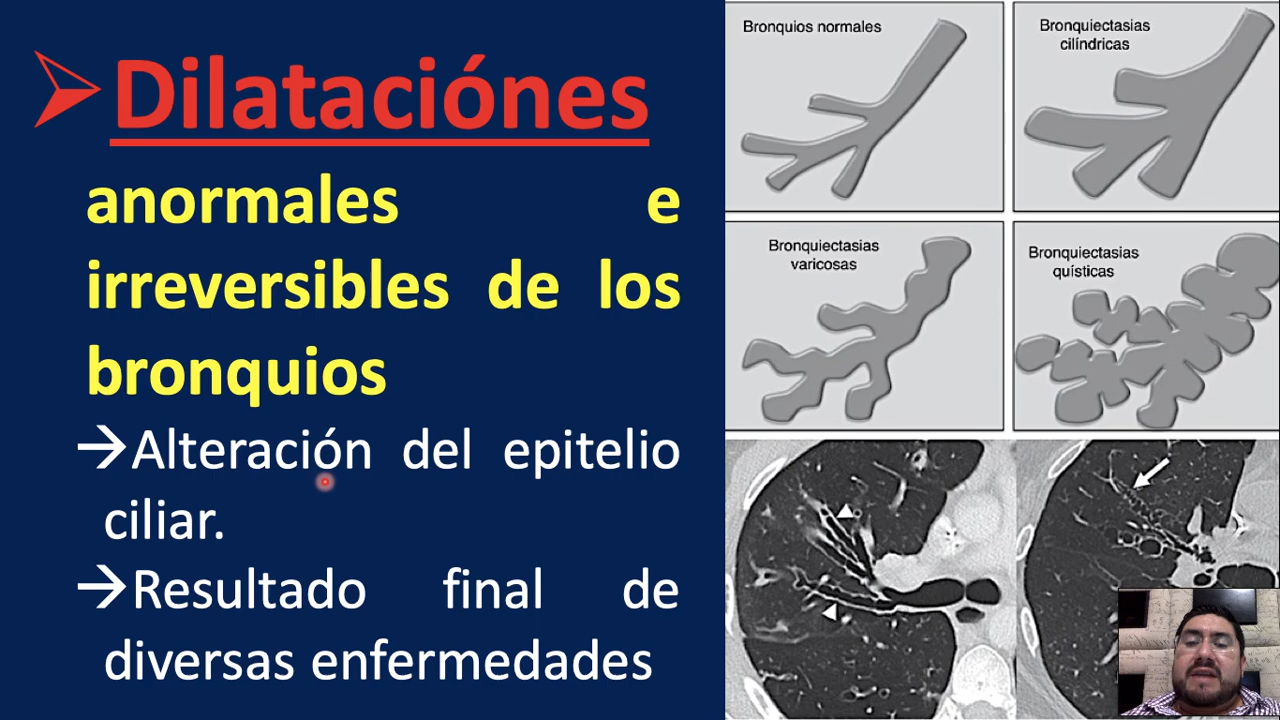 Dilataciónes
anormales e
irreversibles de los
bronquios
→Alteración del epitelio
ciliar.
→Resultado final de
diversas enfermedades
Bronquios normales
Bronquiectasias
cilíndricas
Bronquiectasias
varicosas
Bronquiectasias
quísticas